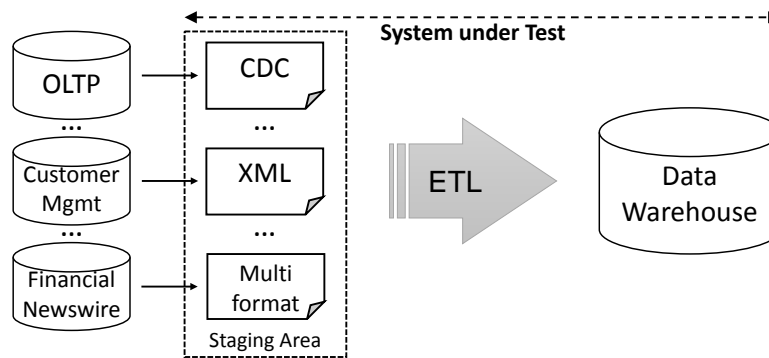 System under Test
OLTP
CDC
...
...
Customer
Mgmt
XML
ETL
Data
Warehouse
...
...
Financial
Newswire
Multi
format
Staging Area